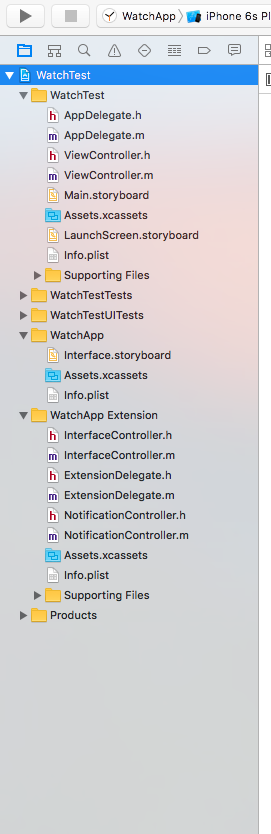 WatchApp iPhone 6s Pl
WatchTest
WatchTest
h AppDelegate.h
m AppDelegate.m
h ViewController.h
m ViewController.m
Main.storyboard
Assets.xcassets
LaunchScreen.storyboard
Info.plist
Supporting Files
WatchTestTests
WatchTestUITests
WatchApp
Interface.storyboard
Assets.xcassets
Info.plist
WatchApp Extension
h InterfaceController.h
m InterfaceController.m
h ExtensionDelegate.h
m ExtensionDelegate.m
h NotificationController.h
m NotificationController.m
Assets.xcassets
Info.plist
Supporting Files
Products